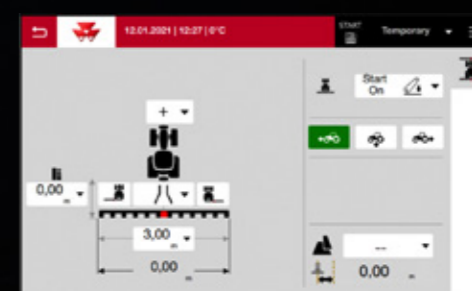 12.01.2021 | 12:27 | 0°C
START
Temporary
Start
On
+
0,00 m
3,00 m
0,00 m
--
0,00 m